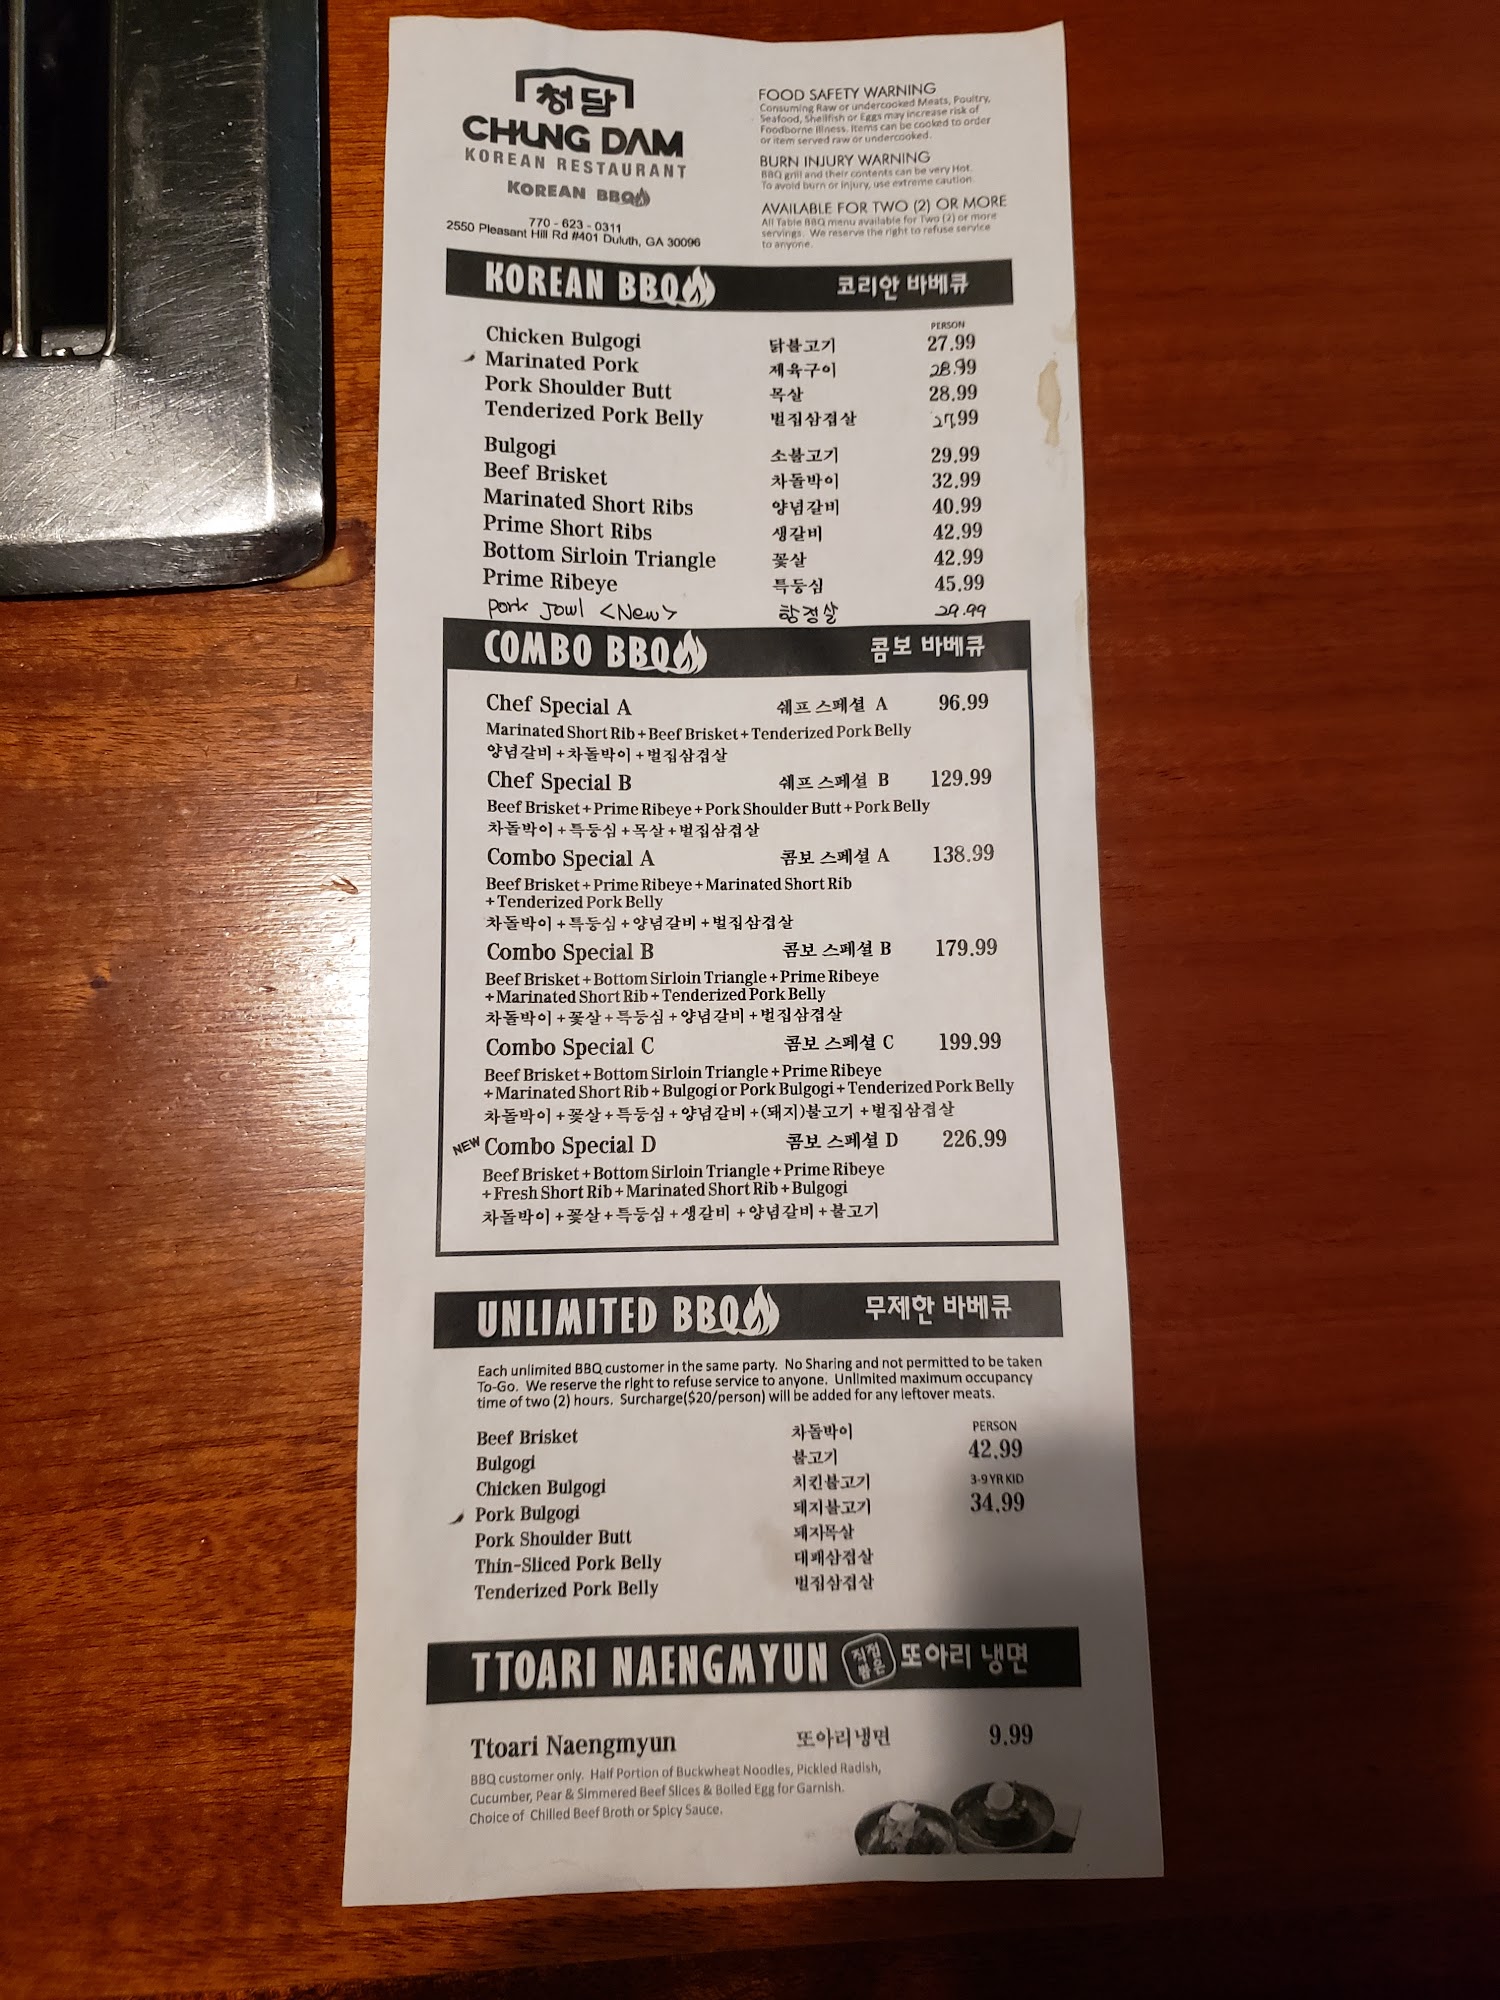 청담
CHUNG DAM
KOREAN RESTAURANT
KOREAN BBQ
770 - 623 - 0311
2550 Pleasant Hill Rd #401 Duluth, GA 30096
FOOD SAFETY WARNING
Consuming Raw or undercooked Meats, Poultry,
Seafood, Shellfish or Eggs may increase risk of
Foodborne Illness. Items can be cooked to order
or item served raw or undercooked.
BURN INJURY WARNING
BBQ grill and their contents can be very Hot.
To avoid burn or injury, use extreme caution
AVAILABLE FOR TWO (2) OR MORE
All Table BBQ menu available for Two (2) or more
servings. We reserve the right to refuse service
to anyone.
KOREAN BBQ 코리안 바베큐
PERSON
Chicken Bulgogi 닭불고기 27.99
Marinated Pork 제육구이 28.99
Pork Shoulder Butt 목살 28.99
Tenderized Pork Belly 벌집삼겹살 27.99
Bulgogi 소불고기 29.99
Beef Brisket 차돌박이 32.99
Marinated Short Ribs 양념갈비 40.99
Prime Short Ribs 생갈비 42.99
Bottom Sirloin Triangle 꽃살 42.99
Prime Ribeye 특등심 45.99
pork Jowl <New> 항정살 29.99
COMBO BBQ 콤보 바베큐
Chef Special A 쉐프 스페셜 A 96.99
Marinated Short Rib + Beef Brisket + Tenderized Pork Belly
양념갈비 + 차돌박이 + 벌집삼겹살
Chef Special B 쉐프 스페셜 B 129.99
Beef Brisket + Prime Ribeye + Pork Shoulder Butt + Pork Belly
차돌박이 + 특등심 + 목살 + 벌집삼겹살
Combo Special A 콤보 스페셜 A 138.99
Beef Brisket + Prime Ribeye + Marinated Short Rib
+ Tenderized Pork Belly
차돌박이 + 특등심 + 양념갈비 + 벌집삼겹살
Combo Special B 콤보 스페셜 B 179.99
Beef Brisket + Bottom Sirloin Triangle + Prime Ribeye
+ Marinated Short Rib + Tenderized Pork Belly
차돌박이 + 꽃살 + 특등심 + 양념갈비 + 벌집삼겹살
Combo Special C 콤보 스페셜 C 199.99
Beef Brisket + Bottom Sirloin Triangle + Prime Ribeye
+ Marinated Short Rib + Bulgogi or Pork Bulgogi + Tenderized Pork Belly
차돌박이 + 꽃살 + 특등심 + 양념갈비 + (돼지)불고기 + 벌집삼겹살
NEW Combo Special D 콤보 스페셜 D 226.99
Beef Brisket + Bottom Sirloin Triangle + Prime Ribeye
+ Fresh Short Rib + Marinated Short Rib + Bulgogi
차돌박이 + 꽃살 + 특등심 + 생갈비 + 양념갈비 + 불고기
UNLIMITED BBQ 무제한 바베큐
Each unlimited BBQ customer in the same party. No Sharing and not permitted to be taken
To-Go. We reserve the right to refuse service to anyone. Unlimited maximum occupancy
time of two (2) hours. Surcharge($20/person) will be added for any leftover meats.
Beef Brisket 차돌박이 PERSON
Bulgogi 불고기 42.99
Chicken Bulgogi 치킨불고기 3-9 YR KID
Pork Bulgogi 돼지불고기 34.99
Pork Shoulder Butt 돼지목살
Thin-Sliced Pork Belly 대패삼겹살
Tenderized Pork Belly 벌집삼겹살
TTOARI NAENGMYUN 직접 뽑은 또아리 냉면
Ttoari Naengmyun 또아리냉면 9.99
BBQ customer only. Half Portion of Buckwheat Noodles, Pickled Radish,
Cucumber, Pear & Simmered Beef Slices & Boiled Egg for Garnish.
Choice of Chilled Beef Broth or Spicy Sauce.